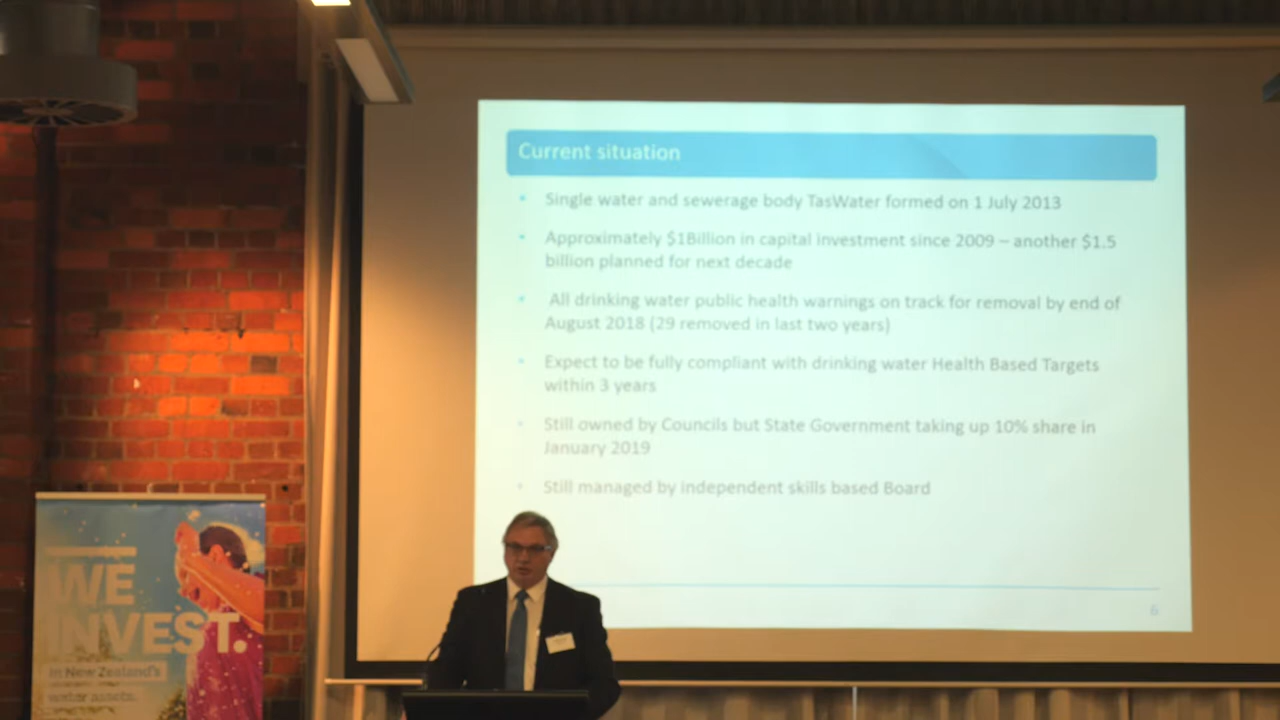 Current situation
Single water and sewerage body TasWater formed on 1 July 2013
Approximately $1Billion in capital investment since 2009 – another $1.5
billion planned for next decade
All drinking water public health warnings on track for removal by end of
August 2018 (29 removed in last two years)
Expect to be fully compliant with drinking water Health Based Targets
within 3 years
Still owned by Councils but State Government taking up 10% share in
January 2019
Still managed by independent skills based Board
6
WE
INVEST.
in New Zealand's
water assets.